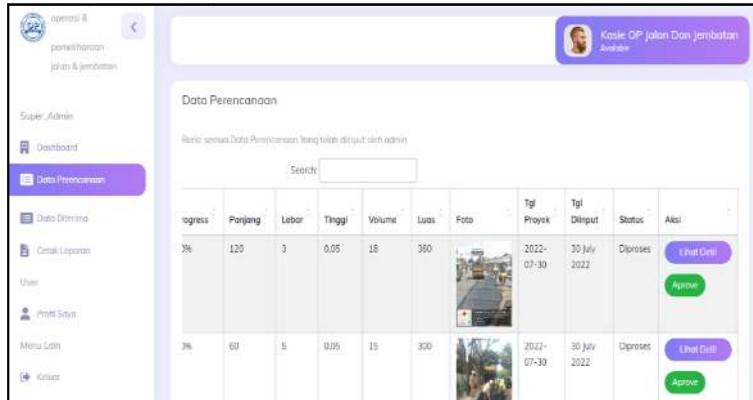 operasi &
pemeliharaan
jalan & jembatan
Kasie OP Jalan Dan Jembatan
Available
Super_Admin
Dashboard
Data Perencanaan
Data Diterima
Cetak Laporan
User
Profil Saya
Menu Lain
Keluar
Data Perencanaan
Berisi semua Data Perencanaan Yang telah diinput oleh admin
Search:
rogress Panjang Lebar Tinggi Volume Luas Foto Tgl Proyek Tgl Diinput Status Aksi
0% 120 3 0,05 18 360 2022-07-30 30 July 2022 Diproses Lihat Detil
Aprove
0% 60 5 0,05 15 300 2022-07-30 30 July 2022 Diproses Lihat Detil
Aprove